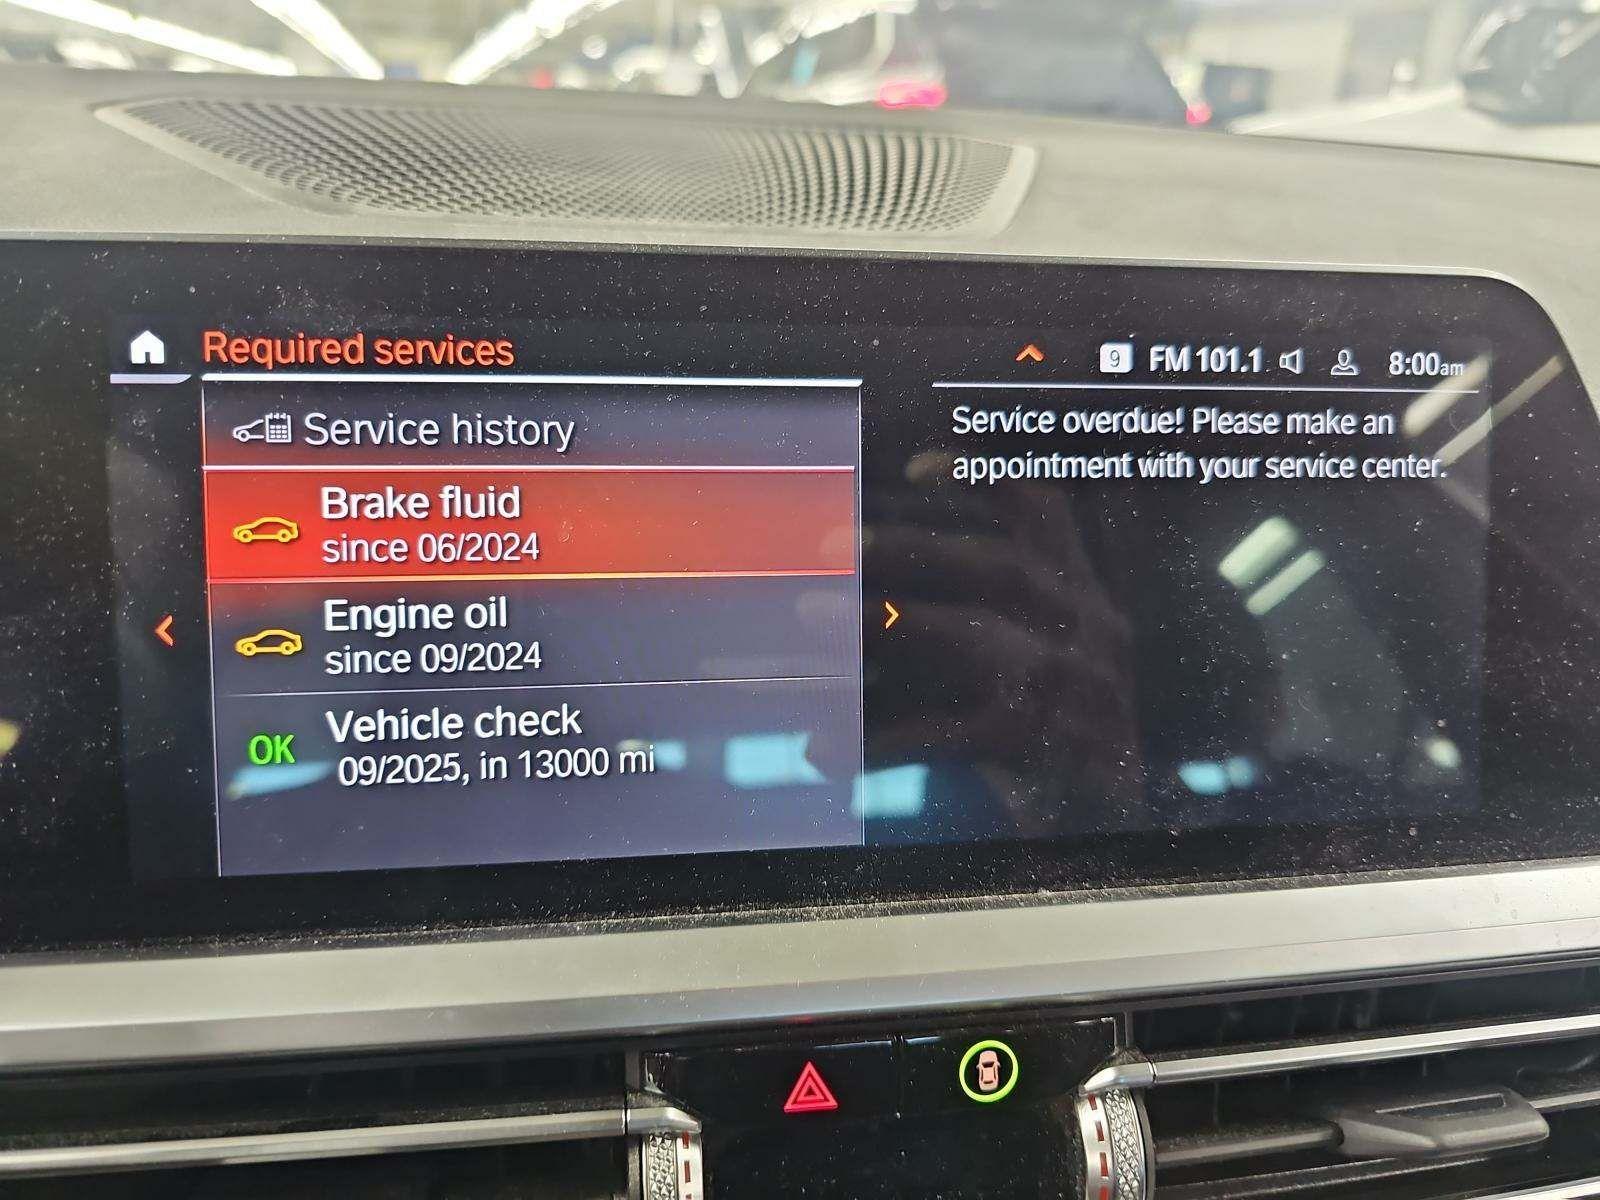 Required services
9 FM 101.1 8:00am
Service history
Brake fluid
since 06/2024
Engine oil
since 09/2024
OK Vehicle check
09/2025, in 13000 mi
Service overdue! Please make an
appointment with your service center.